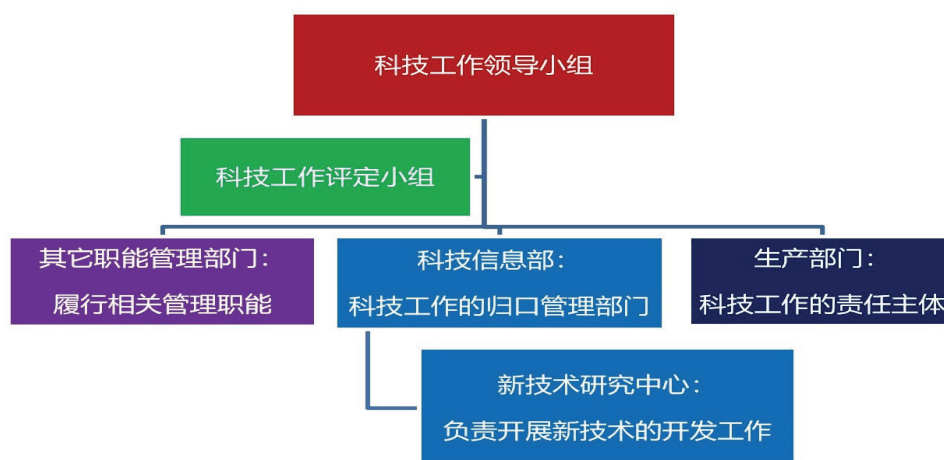 科技工作领导小组
科技工作评定小组
其它职能管理部门：
履行相关管理职能
科技信息部：
科技工作的归口管理部门
生产部门：
科技工作的责任主体
新技术研究中心：
负责开展新技术的开发工作